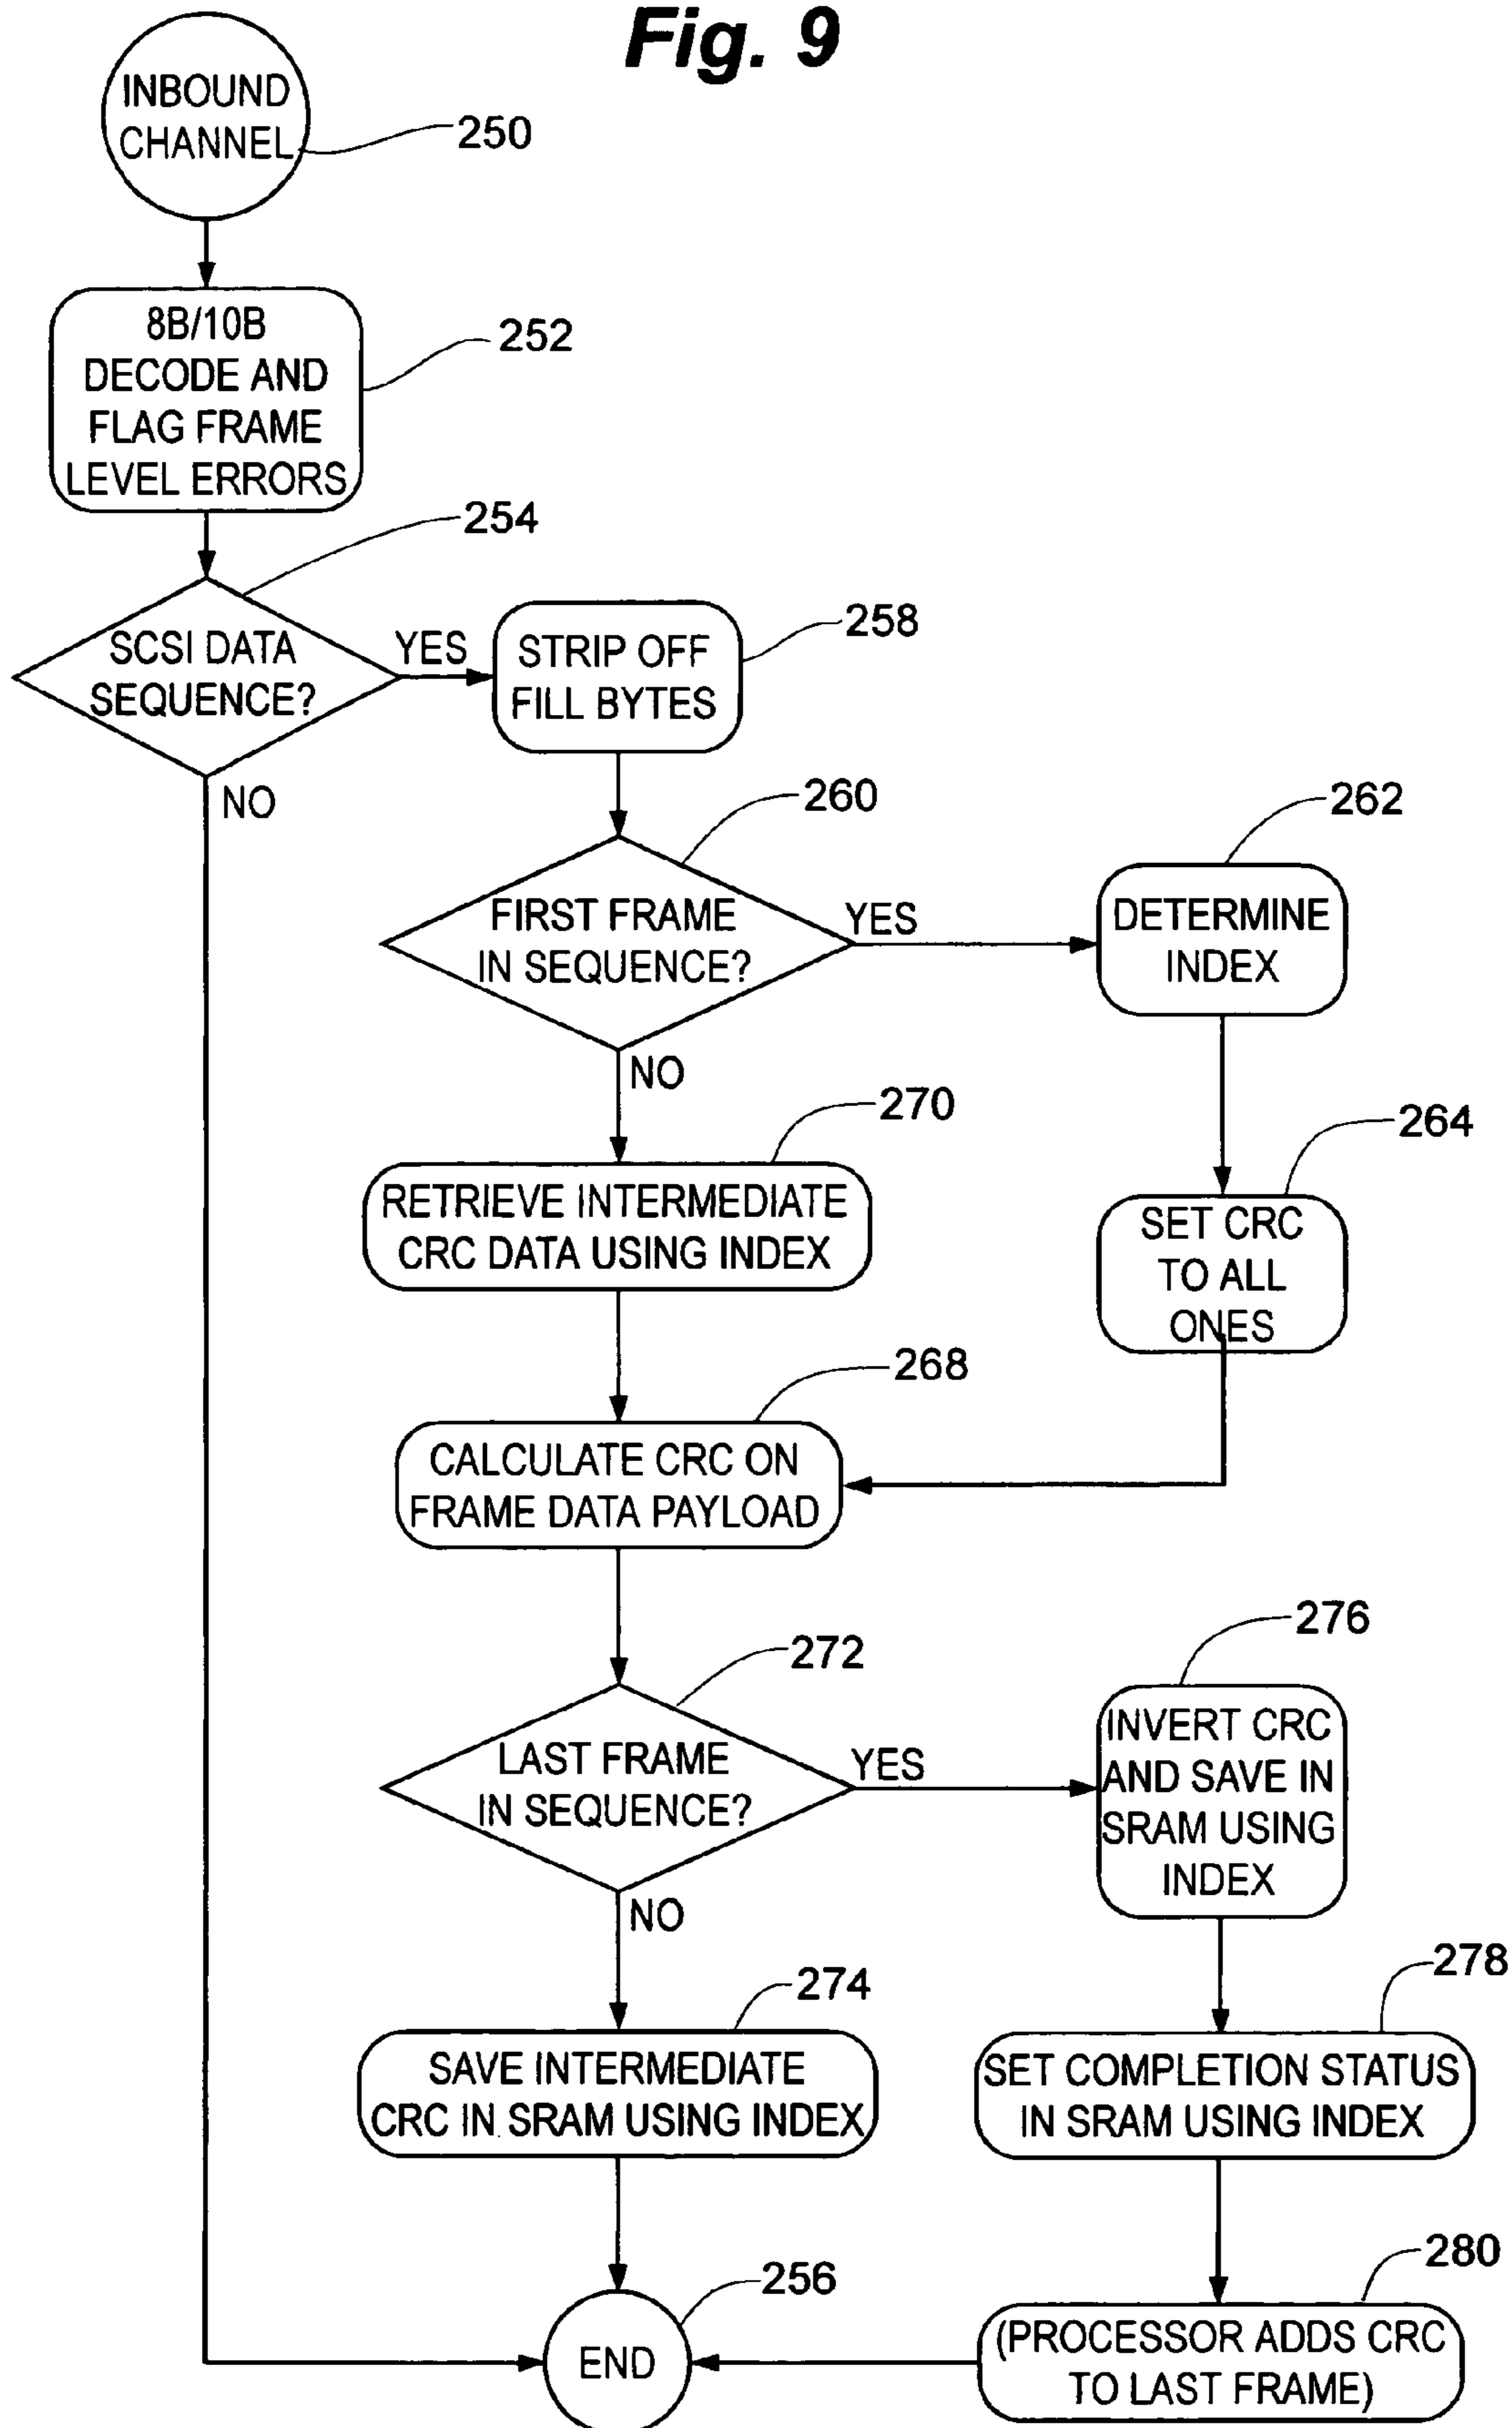 Fig. 9
INBOUND
CHANNEL
250
8B/10B
DECODE AND
FLAG FRAME
LEVEL ERRORS
252
254
SCSI DATA
SEQUENCE?
YES
NO
STRIP OFF
FILL BYTES
258
260
FIRST FRAME
IN SEQUENCE?
YES
NO
262
DETERMINE
INDEX
264
SET CRC
TO ALL
ONES
270
RETRIEVE INTERMEDIATE
CRC DATA USING INDEX
268
CALCULATE CRC ON
FRAME DATA PAYLOAD
272
LAST FRAME
IN SEQUENCE?
YES
NO
276
INVERT CRC
AND SAVE IN
SRAM USING
INDEX
274
SAVE INTERMEDIATE
CRC IN SRAM USING INDEX
278
SET COMPLETION STATUS
IN SRAM USING INDEX
280
(PROCESSOR ADDS CRC
TO LAST FRAME)
256
END